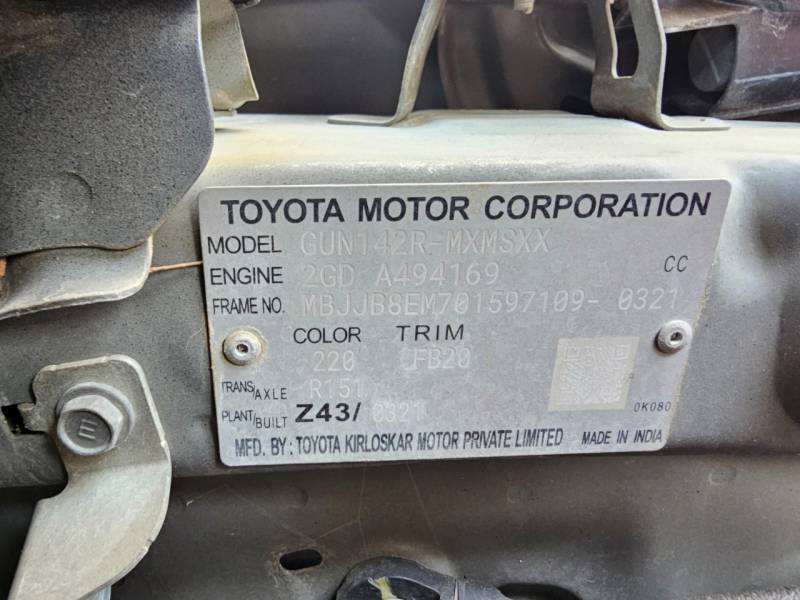 TOYOTA MOTOR CORPORATION
MODEL GUN142R-MXMSXX
ENGINE 2GD A494169 CC
FRAME NO. MBJJB8EM701597109- 0321
COLOR TRIM
220 FB20
TRANS/AXLE R151
PLANT/BUILT Z43/ 0321
0K080
MFD. BY : TOYOTA KIRLOSKAR MOTOR PRIVATE LIMITED MADE IN INDIA
E